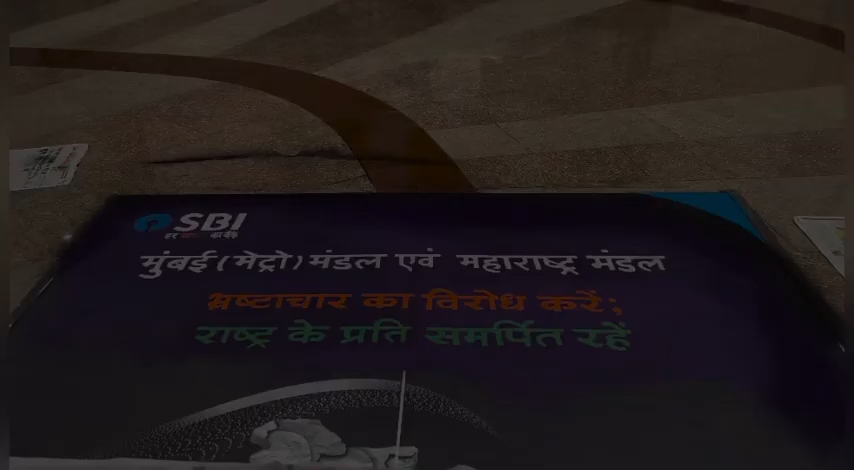 SBI
मुंबई (मेट्रो) मंडल एवं महाराष्ट्र मंडल
भ्रष्टाचार का विरोध करें;
राष्ट्र के प्रति समर्पित रहें